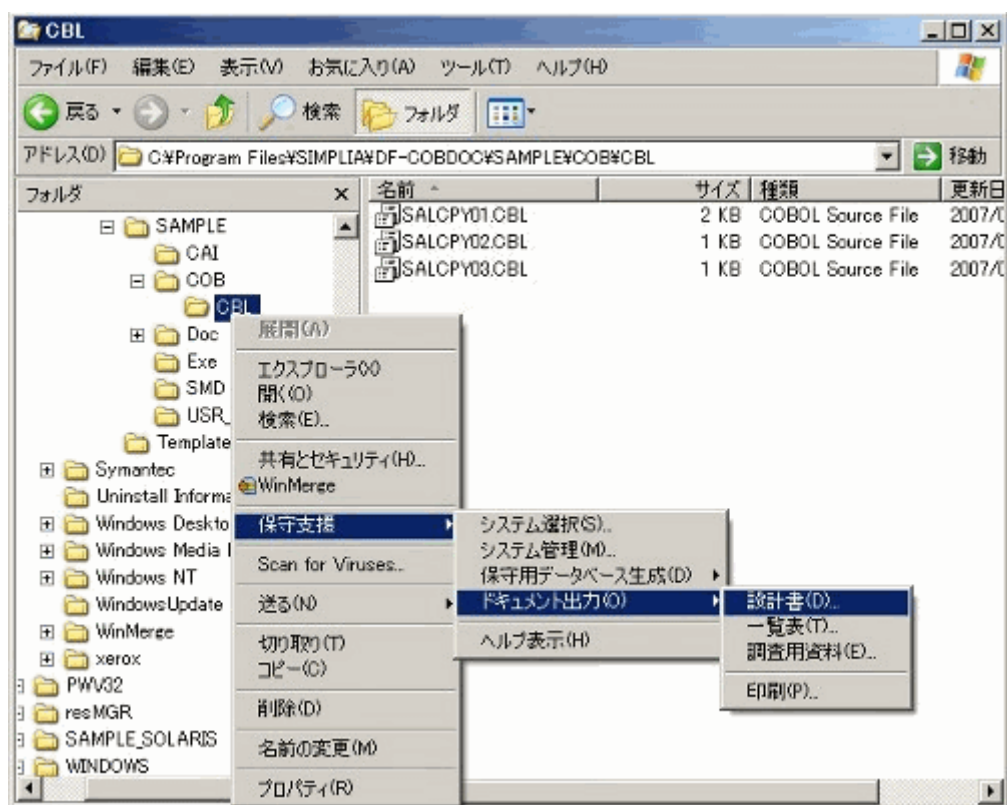 CBL
ファイル(F) 編集(E) 表示(V) お気に入り(A) ツール(T) ヘルプ(H)
戻る 検索 フォルダ
アドレス(D) C:¥Program Files¥SIMPLIA¥DF-COBDOC¥SAMPLE¥COB¥CBL 移動
フォルダ x
名前 サイズ 種類 更新日
SALCPY01.CBL 2 KB COBOL Source File 2007/0
SALCPY02.CBL 1 KB COBOL Source File 2007/0
SALCPY03.CBL 1 KB COBOL Source File 2007/0
SAMPLE
CAI
COB
CBL
Doc
Exe
SMD
USR_
Template
Symantec
Uninstall Informa
Windows Deskto
Windows Media
Windows NT
WindowsUpdate
WinMerge
xerox
PWV32
resMGR
SAMPLE_SOLARIS
WINDOWS
展開(A)
エクスプローラ(X)
開く(O)
検索(E)...
共有とセキュリティ(H)...
WinMerge
保守支援
Scan for Viruses...
送る(N)
切り取り(T)
コピー(C)
削除(D)
名前の変更(M)
プロパティ(R)
システム選択(S)...
システム管理(M)...
保守用データベース生成(D)
ドキュメント出力(O)
ヘルプ表示(H)
設計書(D)...
一覧表(T)...
調査用資料(E)...
印刷(P)...